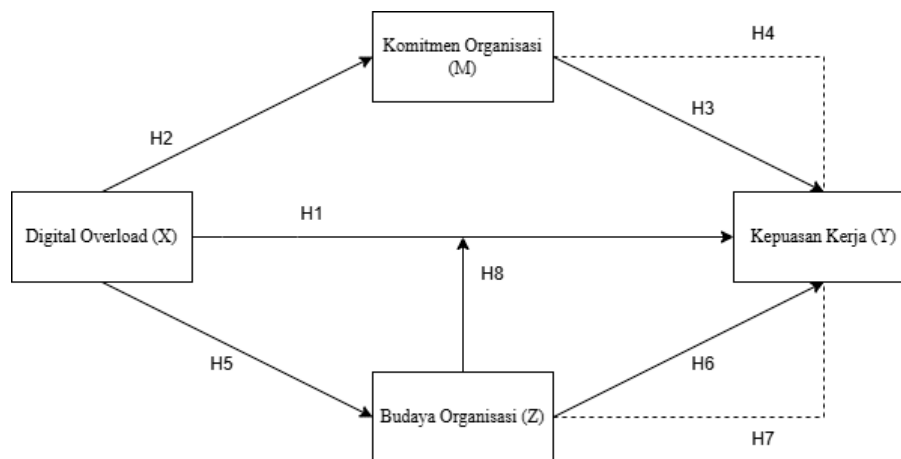 Komitmen Organisasi
(M)
H4
H3
H2
Digital Overload (X)
H1
Kepuasan Kerja (Y)
H8
H5
H6
Budaya Organisasi (Z)
H7